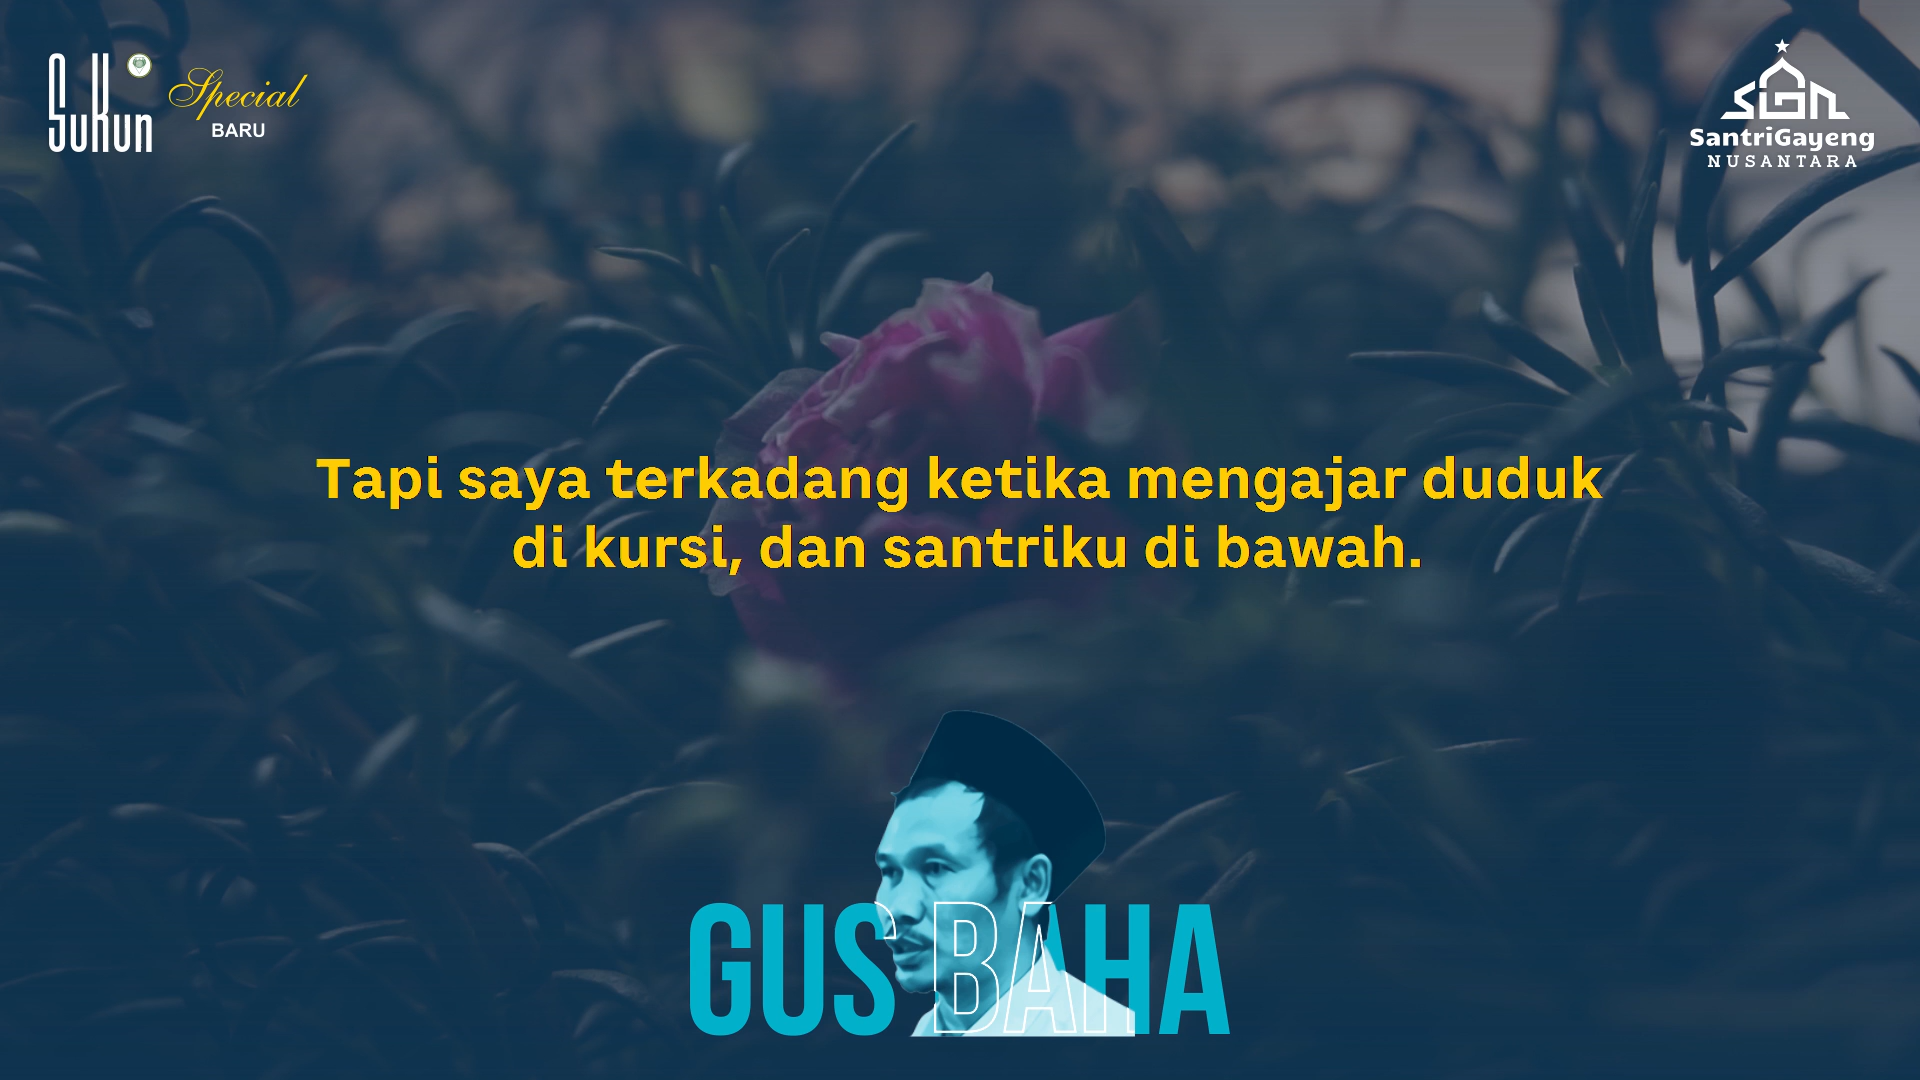 SuKun
Special
BARU
SIGN
SantriGayeng
NUSANTARA
Tapi saya terkadang ketika mengajar duduk
di kursi, dan santriku di bawah.
GUS BAHA